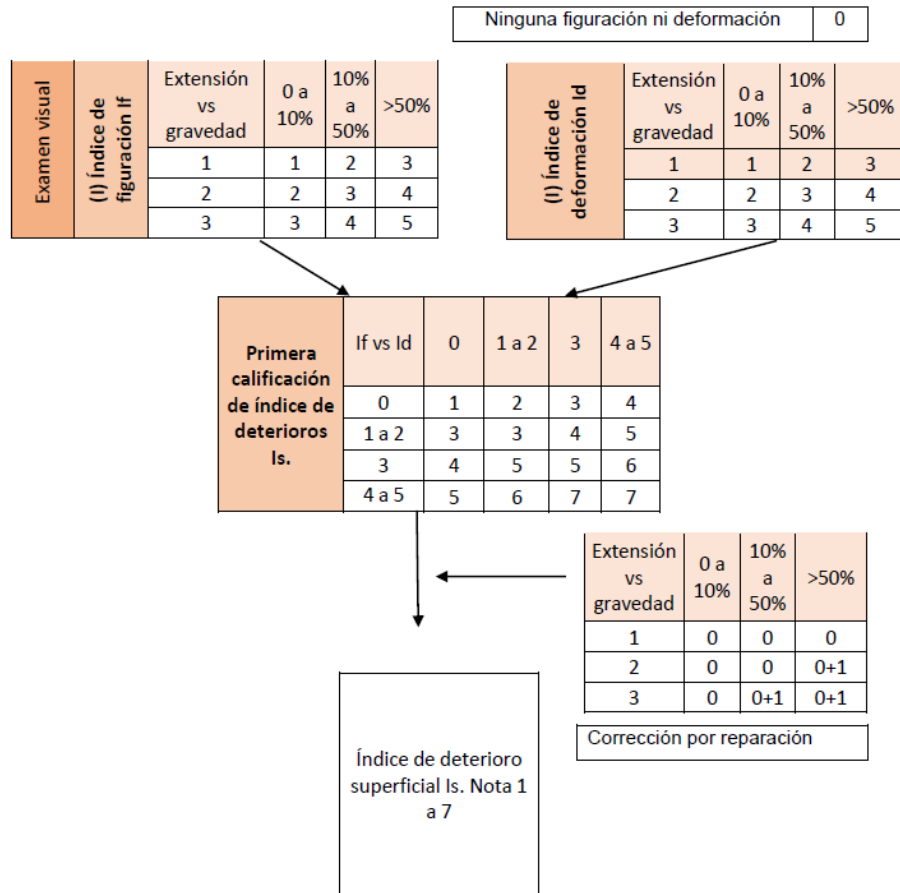 Ninguna figuración ni deformación 0
Examen visual
(I) Índice de
figuración If
Extensión
vs
gravedad
0 a
10%
10%
a
50%
>50%
1 1 2 3
2 2 3 4
3 3 4 5
(I) Índice de
deformación Id
Extensión
vs
gravedad
0 a
10%
10%
a
50%
>50%
1 1 2 3
2 2 3 4
3 3 4 5
Primera
calificación
de índice de
deterioros
Is.
If vs Id 0 1 a 2 3 4 a 5
0 1 2 3 4
1 a 2 3 3 4 5
3 4 5 5 6
4 a 5 5 6 7 7
Extensión
vs
gravedad
0 a
10%
10%
a
50%
>50%
1 0 0 0
2 0 0 0+1
3 0 0+1 0+1
Corrección por reparación
Índice de deterioro
superficial Is. Nota 1
a 7